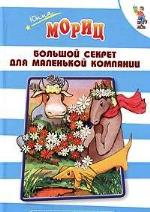 Юнна
МОРИЦ
БОЛЬШОЙ СЕКРЕТ
ДЛЯ МАЛЕНЬКОЙ КОМПАНИИ